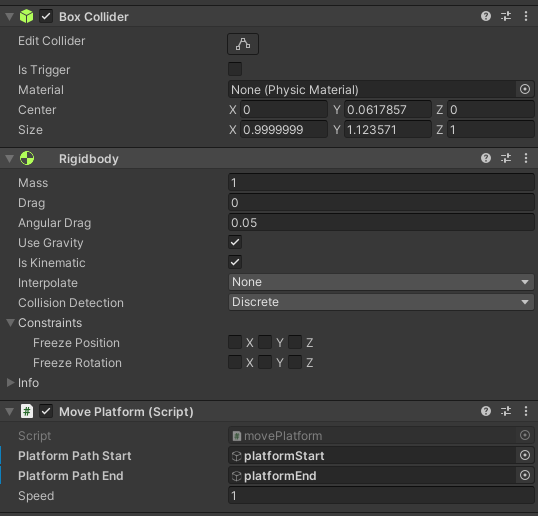 Box Collider
Edit Collider
Is Trigger
Material None (Physic Material)
Center X 0 Y 0.0617857 Z 0
Size X 0.9999999 Y 1.123571 Z 1
Rigidbody
Mass 1
Drag 0
Angular Drag 0.05
Use Gravity
Is Kinematic
Interpolate None
Collision Detection Discrete
Constraints
Freeze Position X Y Z
Freeze Rotation X Y Z
Info
# Move Platform (Script)
Script # movePlatform
Platform Path Start platformStart
Platform Path End platformEnd
Speed 1